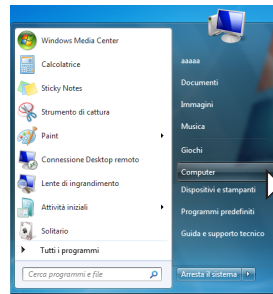 Windows Media Center
Calcolatrice
Sticky Notes
Strumento di cattura
Paint
Connessione Desktop remoto
Lente di ingrandimento
Attività iniziali
Solitario
Tutti i programmi
Cerca programmi e file
aaaaa
Documenti
Immagini
Musica
Giochi
Computer
Dispositivi e stampanti
Programmi predefiniti
Guida e supporto tecnico
Arresta il sistema